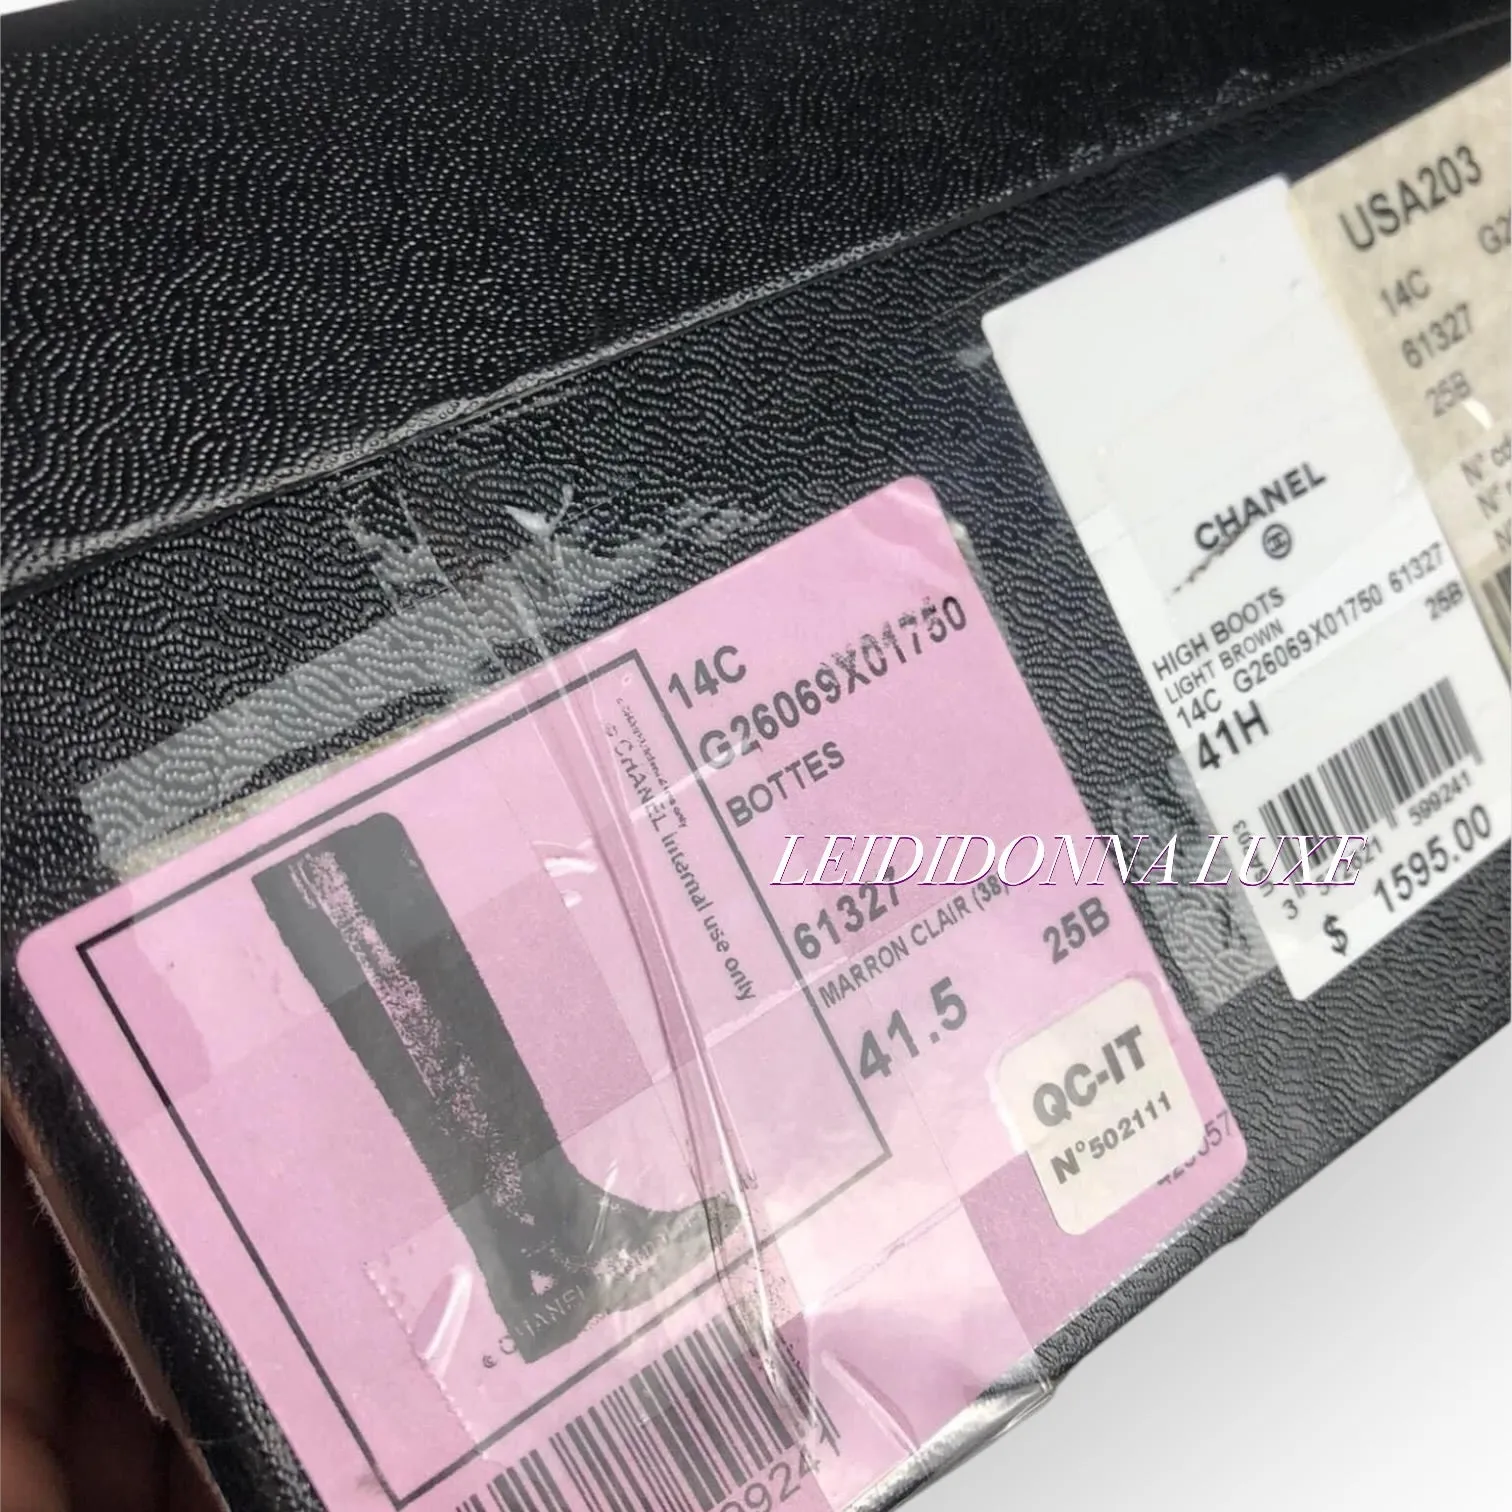 14C
G26069X01750
BOTTES
© CHANEL Internal use only
61327
MARRON CLAIR (38)
25B
41.5
QC-IT
N°502111
© CHANEL
CHANEL
HIGH BOOTS
LIGHT BROWN
14C G26069X01750 61327
41H
25B
599241
$ 1595.00
USA203
14C
61327
25B
N°
N°
LEIDIDONNA LUXE